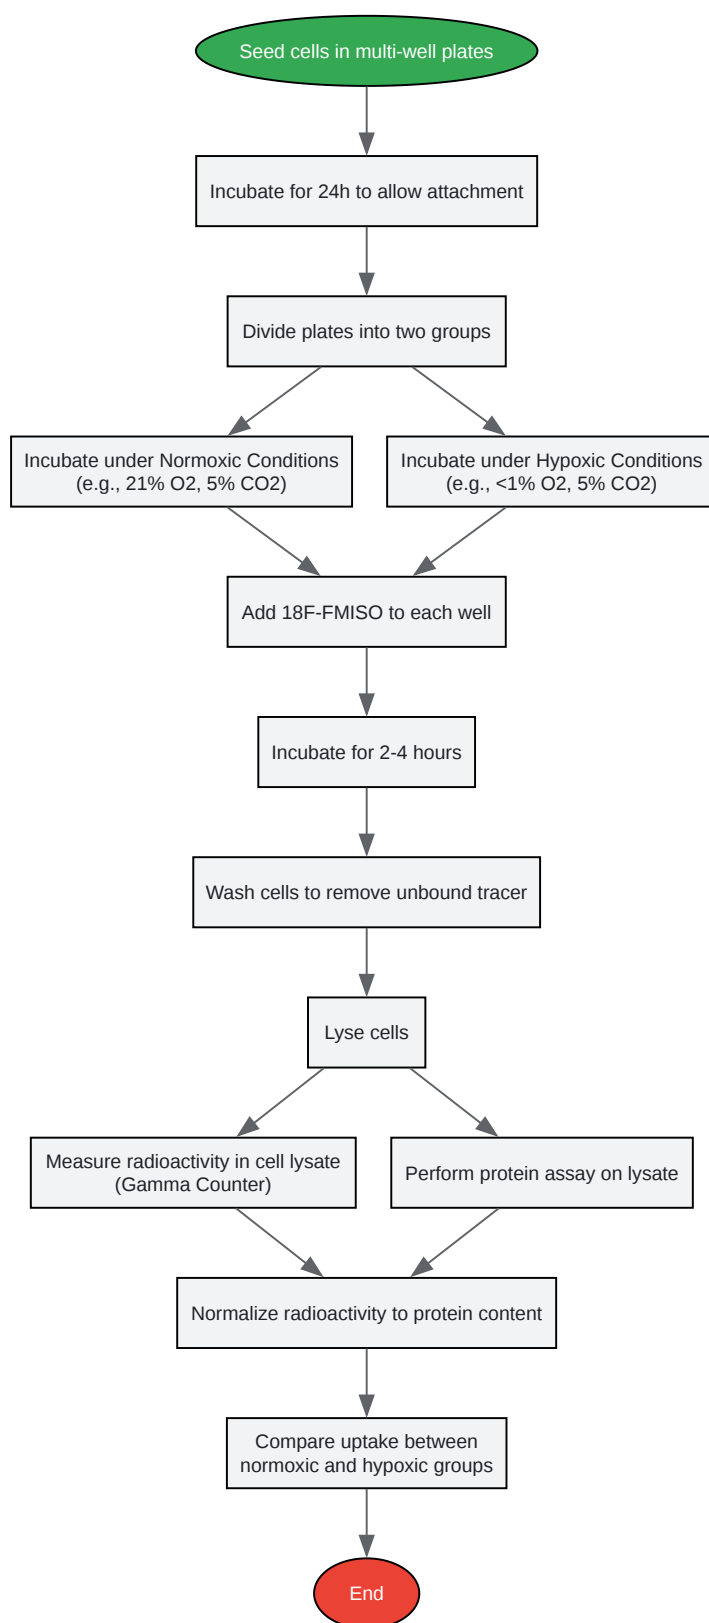 Seed cells in multi-well plates
Incubate for 24h to allow attachment
Divide plates into two groups
Incubate under Normoxic Conditions
(e.g., 21% O2, 5% CO2)
Incubate under Hypoxic Conditions
(e.g., <1% O2, 5% CO2)
Add 18F-FMISO to each well
Incubate for 2-4 hours
Wash cells to remove unbound tracer
Lyse cells
Measure radioactivity in cell lysate
(Gamma Counter)
Perform protein assay on lysate
Normalize radioactivity to protein content
Compare uptake between
normoxic and hypoxic groups
End